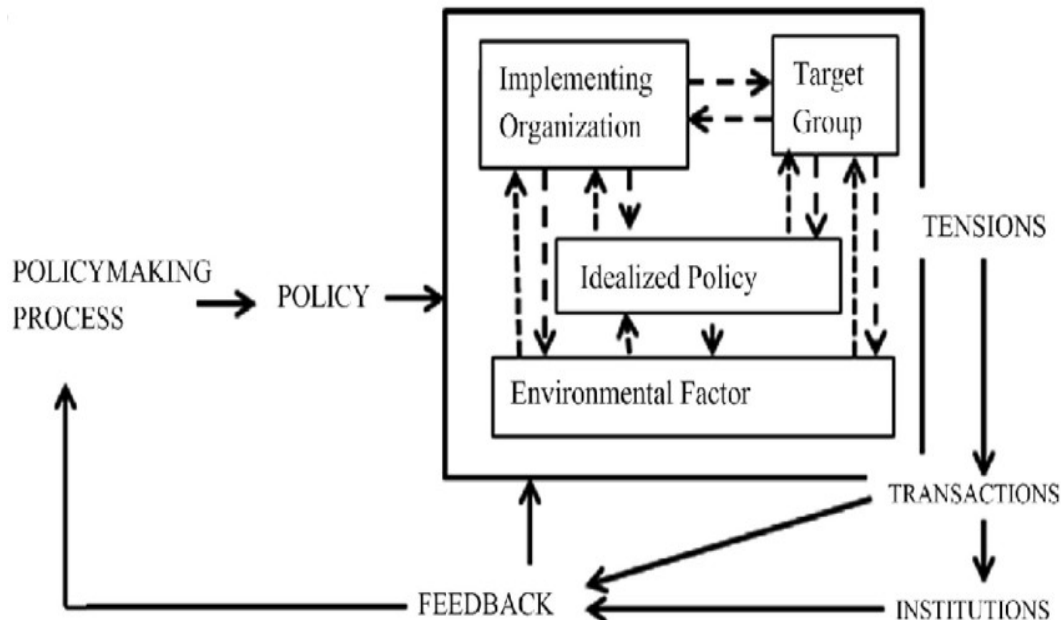 Implementing
Organization
Target
Group
TENSIONS
Idealized Policy
POLICYMAKING
PROCESS
POLICY
Environmental Factor
TRANSACTIONS
FEEDBACK
INSTITUTIONS